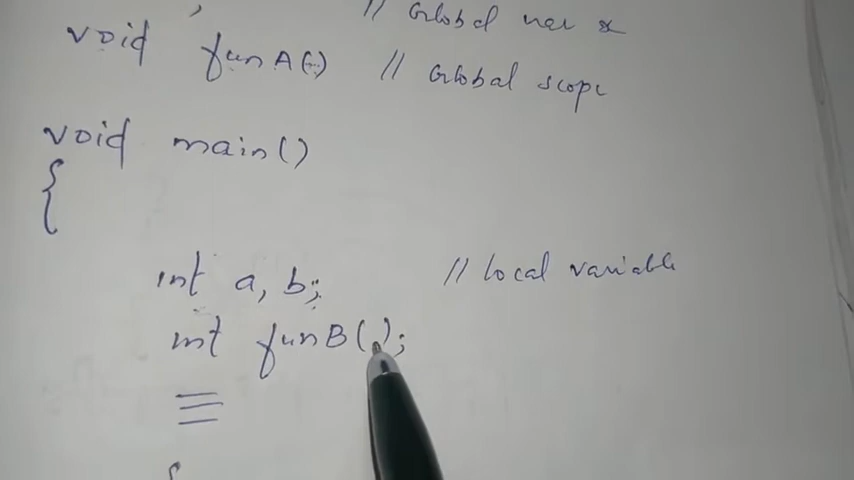 // Global var x
void funA(..) // Global scope
void main()
{
int a, b; // local variable
int funB( );